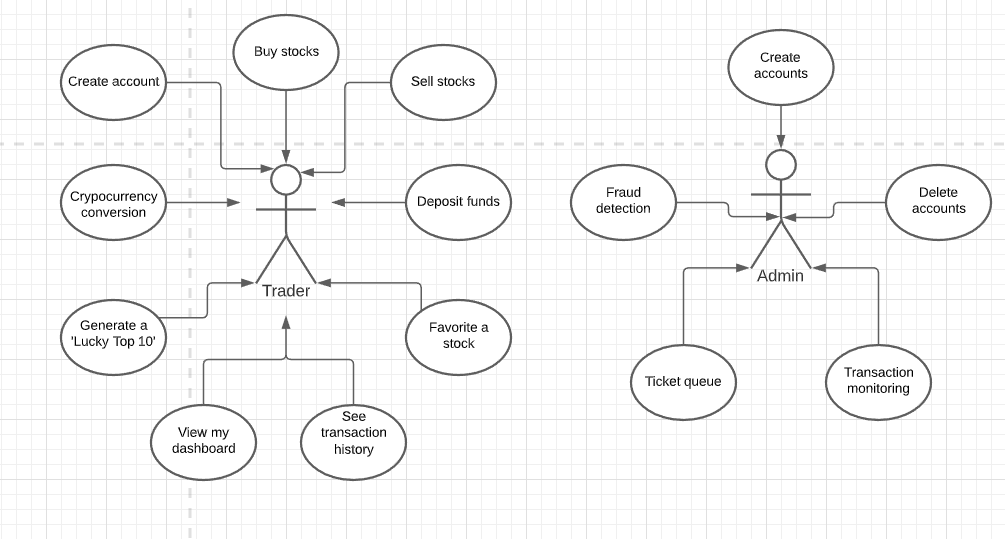 Buy stocks
Create account
Sell stocks
Crypocurrency
conversion
Deposit funds
Trader
Generate a
'Lucky Top 10'
Favorite a
stock
View my
dashboard
See
transaction
history
Create
accounts
Fraud
detection
Delete
accounts
Admin
Ticket queue
Transaction
monitoring